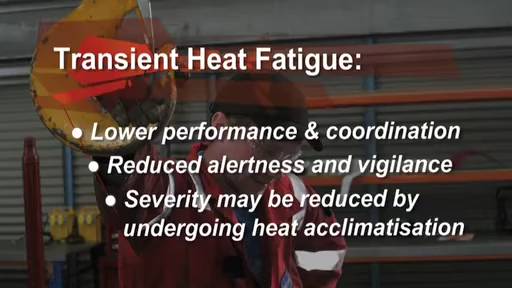 Transient Heat Fatigue:
● Lower performance & coordination
● Reduced alertness and vigilance
● Severity may be reduced by
undergoing heat acclimatisation